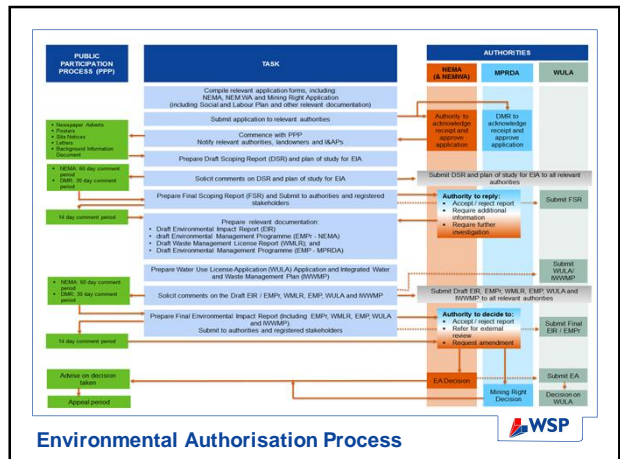 PUBLIC
PARTICIPATION
PROCESS (PPP)
TASK
AUTHORITIES
NEMA
(& NEMWA)
MPRDA
WULA
Compile relevant application forms, including
NEMA, NEM:WA and Mining Right Application
(including Social and Labour Plan and other relevant documentation)
Submit application to relevant authorities
Authority to
acknowledge
receipt and
approve
application
DMR to
acknowledge
receipt and
approve
application
• Newspaper Adverts
• Posters
• Site Notices
• Letters
• Background Information
Document
Commence with PPP
Notify relevant authorities, landowners and I&APs
Prepare Draft Scoping Report (DSR) and plan of study for EIA
• NEMA: 60 day comment
period
• DMR: 30 day comment
period
Solicit comments on DSR and plan of study for EIA
Submit DSR and plan of study for EIA to all relevant
authorities
Prepare Final Scoping Report (FSR) and Submit to authorities and registered
stakeholders
Authority to reply:
• Accept / reject report
• Require additional
information
• Require further
investigation
Submit FSR
14 day comment period
Prepare relevant documentation:
• Draft Environmental Impact Report (EIR)
• draft Environmental Management Programme (EMPr - NEMA)
• Draft Waste Management License Report (WMLR); and
• Draft Environmental Management Programme (EMP - MPRDA)
Prepare Water Use License Application (WULA) Application and Integrated Water
and Waste Management Plan (IWWMP)
Submit
WULA/
IWWMP
• NEMA: 60 day comment
period
• DMR: 30 day comment
period
Solicit comments on the Draft EIR / EMPr, WMLR, EMP, WULA and IWWMP
Submit Draft EIR, EMPr, WMLR, EMP, WULA and
IWWMP to all relevant authorities
Prepare Final Environmental Impact Report (Including EMPr, WMLR, EMP, WULA
and IWWMP)
Submit to authorities and registered stakeholders
Authority to decide to:
• Accept / reject report
• Refer for external
review
• Request amendment
Submit Final
EIR / EMPr
14 day comment period
Advise on decision
taken
EA Decision
Submit EA
Appeal period
Mining Right
Decision
Decision on
WULA
Environmental Authorisation Process
WSP